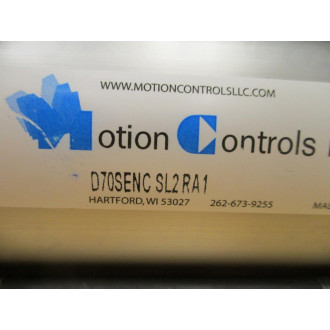 WWW.MOTIONCONTROLSLLC.COM
Motion Controls
D70SENC SL2 RA1
HARTFORD, WI 53027 262-673-9255